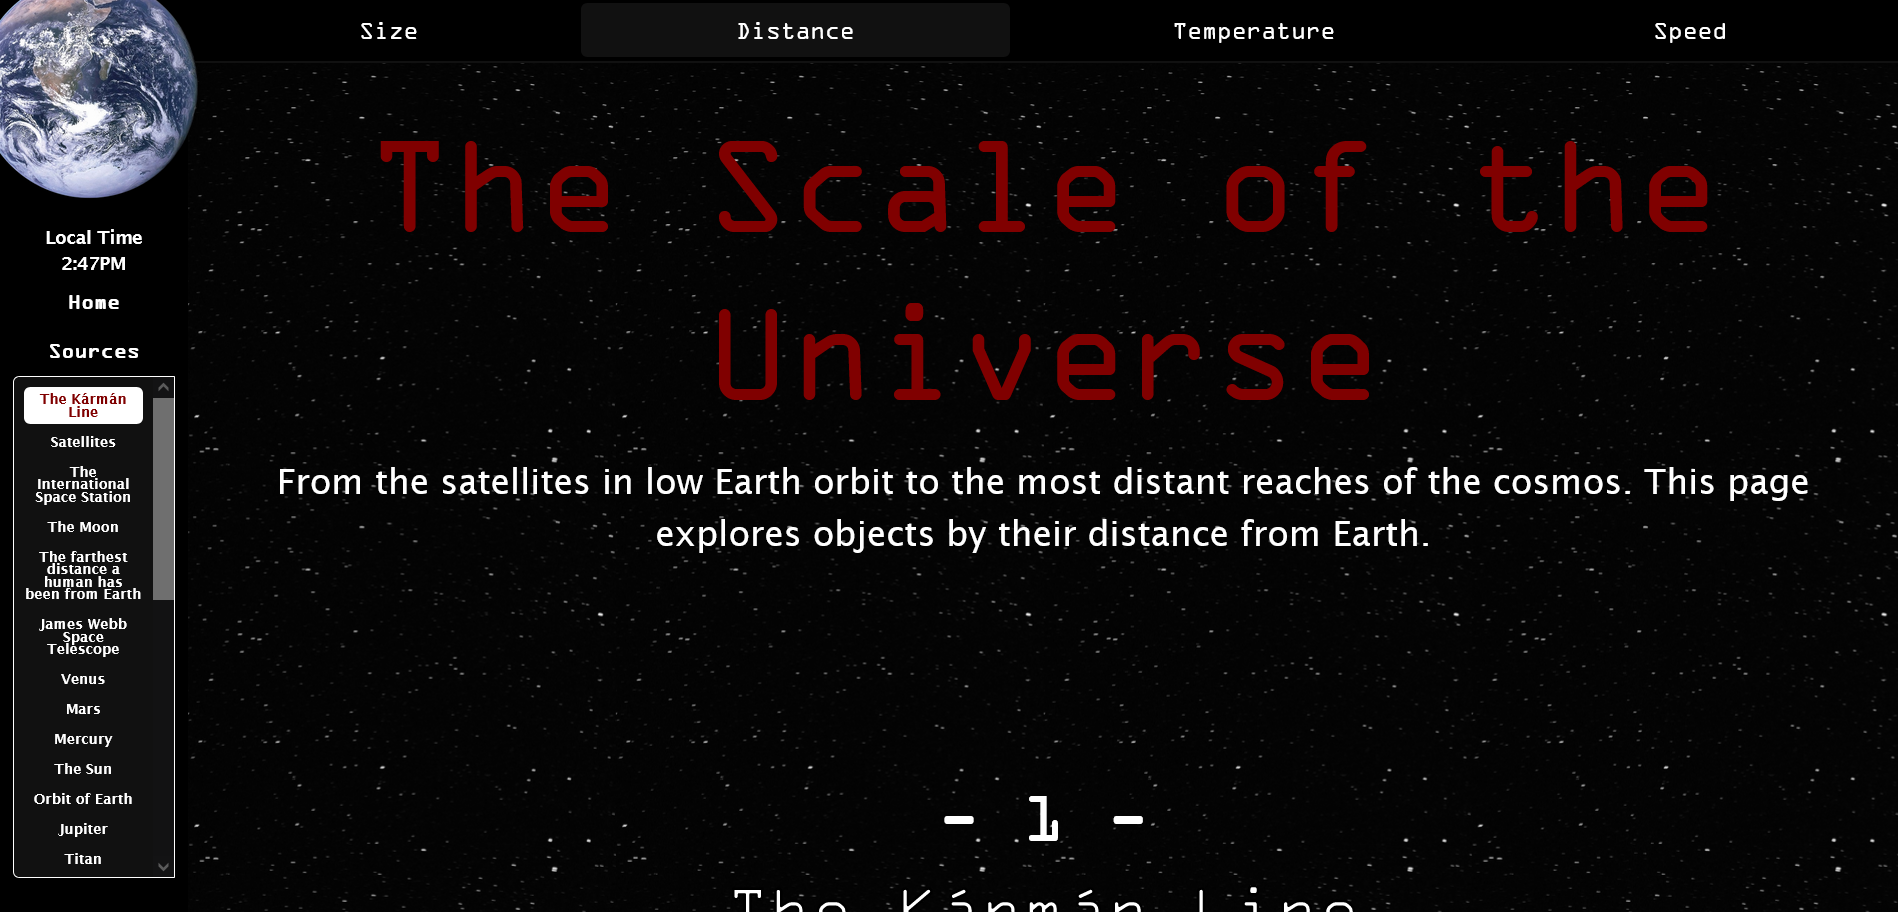 Size
Distance
Temperature
Speed
The Scale of the
Universe
From the satellites in low Earth orbit to the most distant reaches of the cosmos. This page
explores objects by their distance from Earth.
- 1 -
The Kármán Line
Local Time
2:47PM
Home
Sources
The Kármán
Line
Satellites
The
International
Space Station
The Moon
The farthest
distance a
human has
been from Earth
James Webb
Space
Telescope
Venus
Mars
Mercury
The Sun
Orbit of Earth
Jupiter
Titan